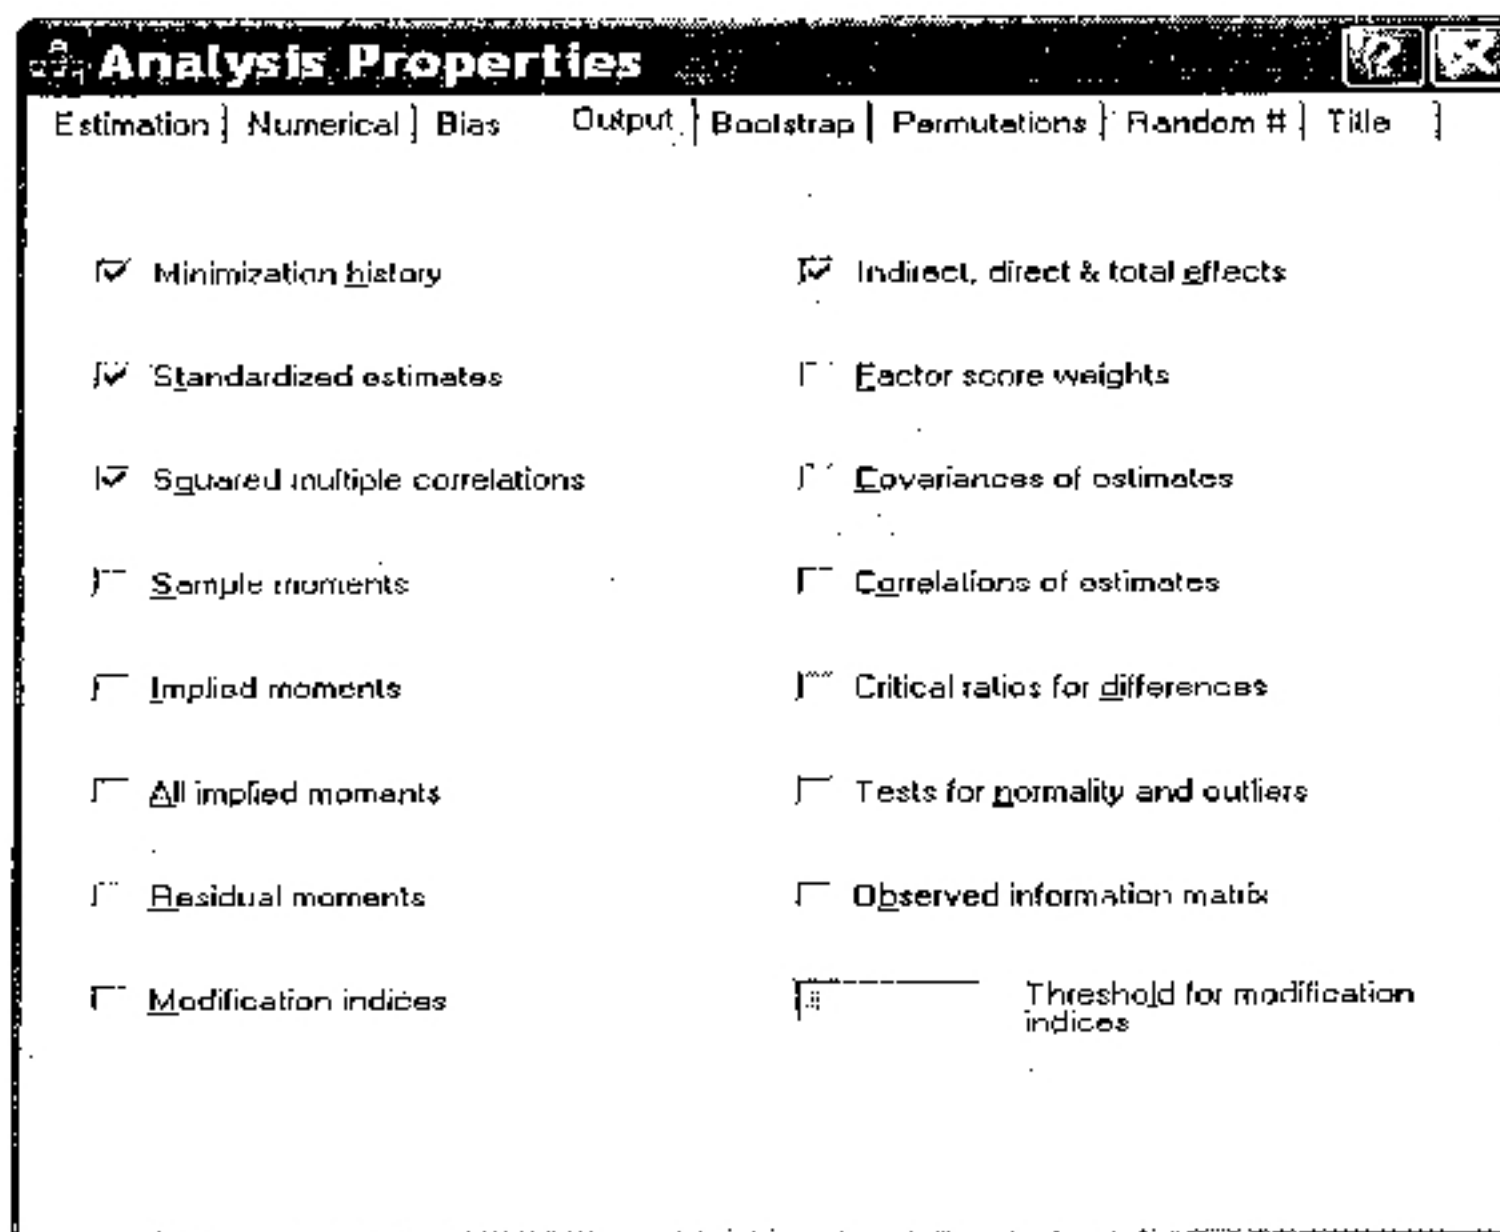 Analysis Properties
Estimation Numerical Bias Output Bootstrap Permutations Random # Title
Minimization history Indirect, direct & total effects
Standardized estimates Factor score weights
Squared multiple correlations Covariances of estimates
Sample moments Correlations of estimates
Implied moments Critical ratios for differences
All implied moments Tests for normality and outliers
Residual moments Observed information matrix
Modification indices Threshold for modification
indices